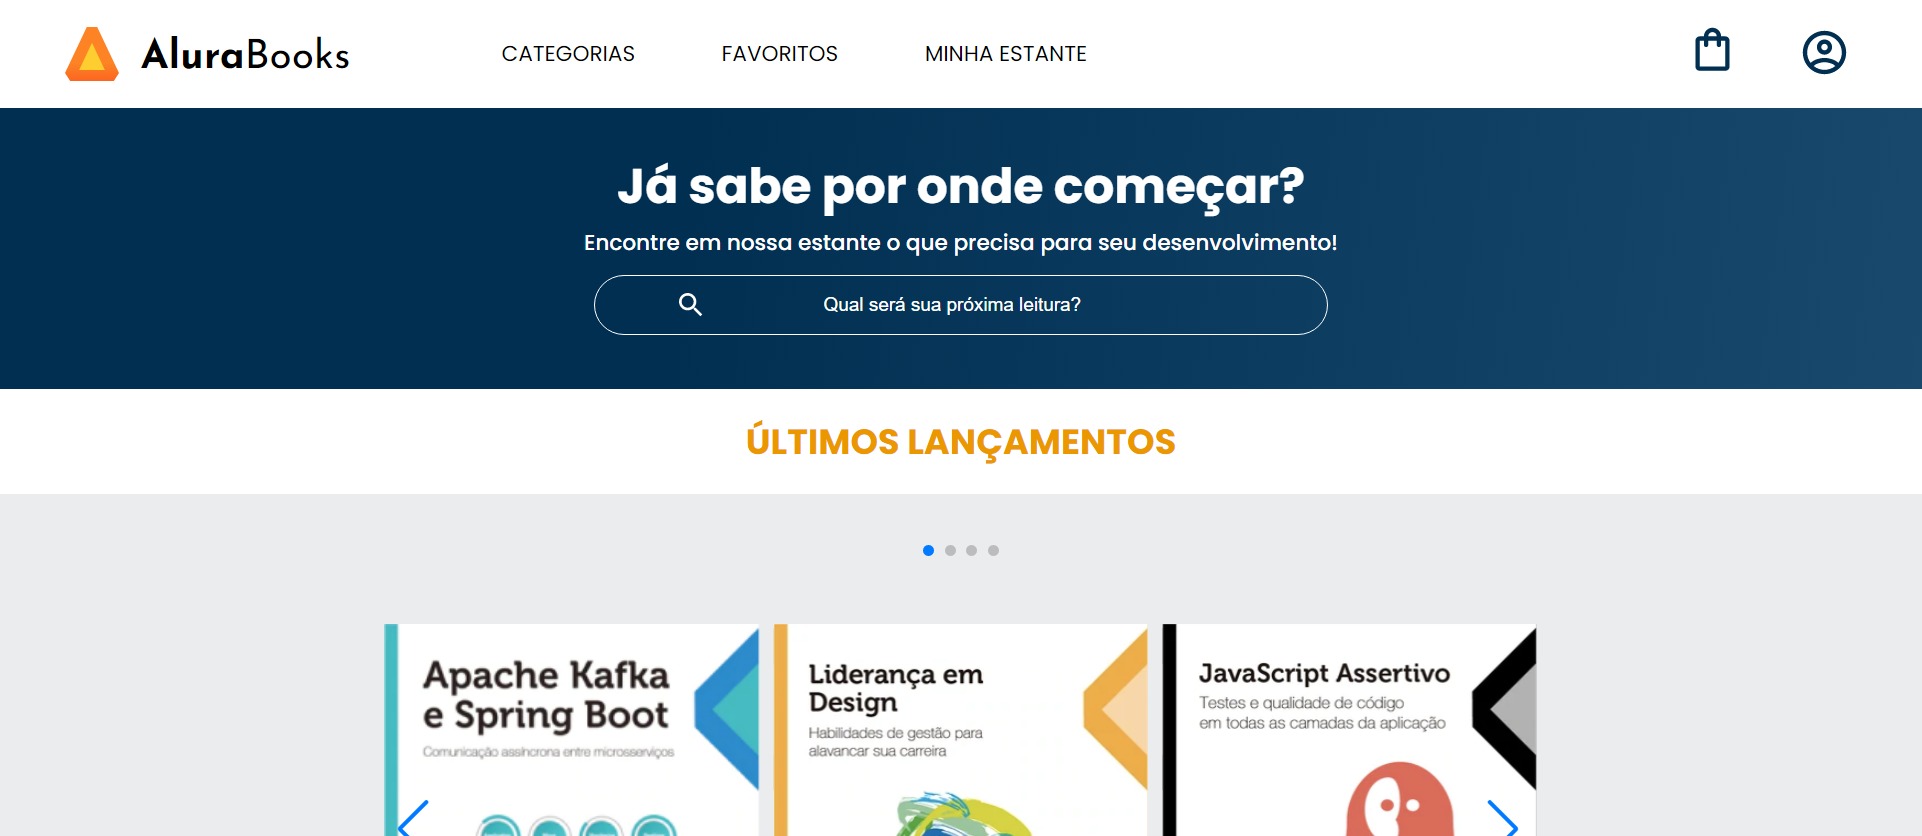 AluraBooks
CATEGORIAS
FAVORITOS
MINHA ESTANTE
Já sabe por onde começar?
Encontre em nossa estante o que precisa para seu desenvolvimento!
Qual será sua próxima leitura?
ÚLTIMOS LANÇAMENTOS
Apache Kafka
e Spring Boot
Comunicação assíncrona entre microsserviços
Liderança em
Design
Habilidades de gestão para
alavancar sua carreira
JavaScript Assertivo
Testes e qualidade de código
em todas as camadas da aplicação